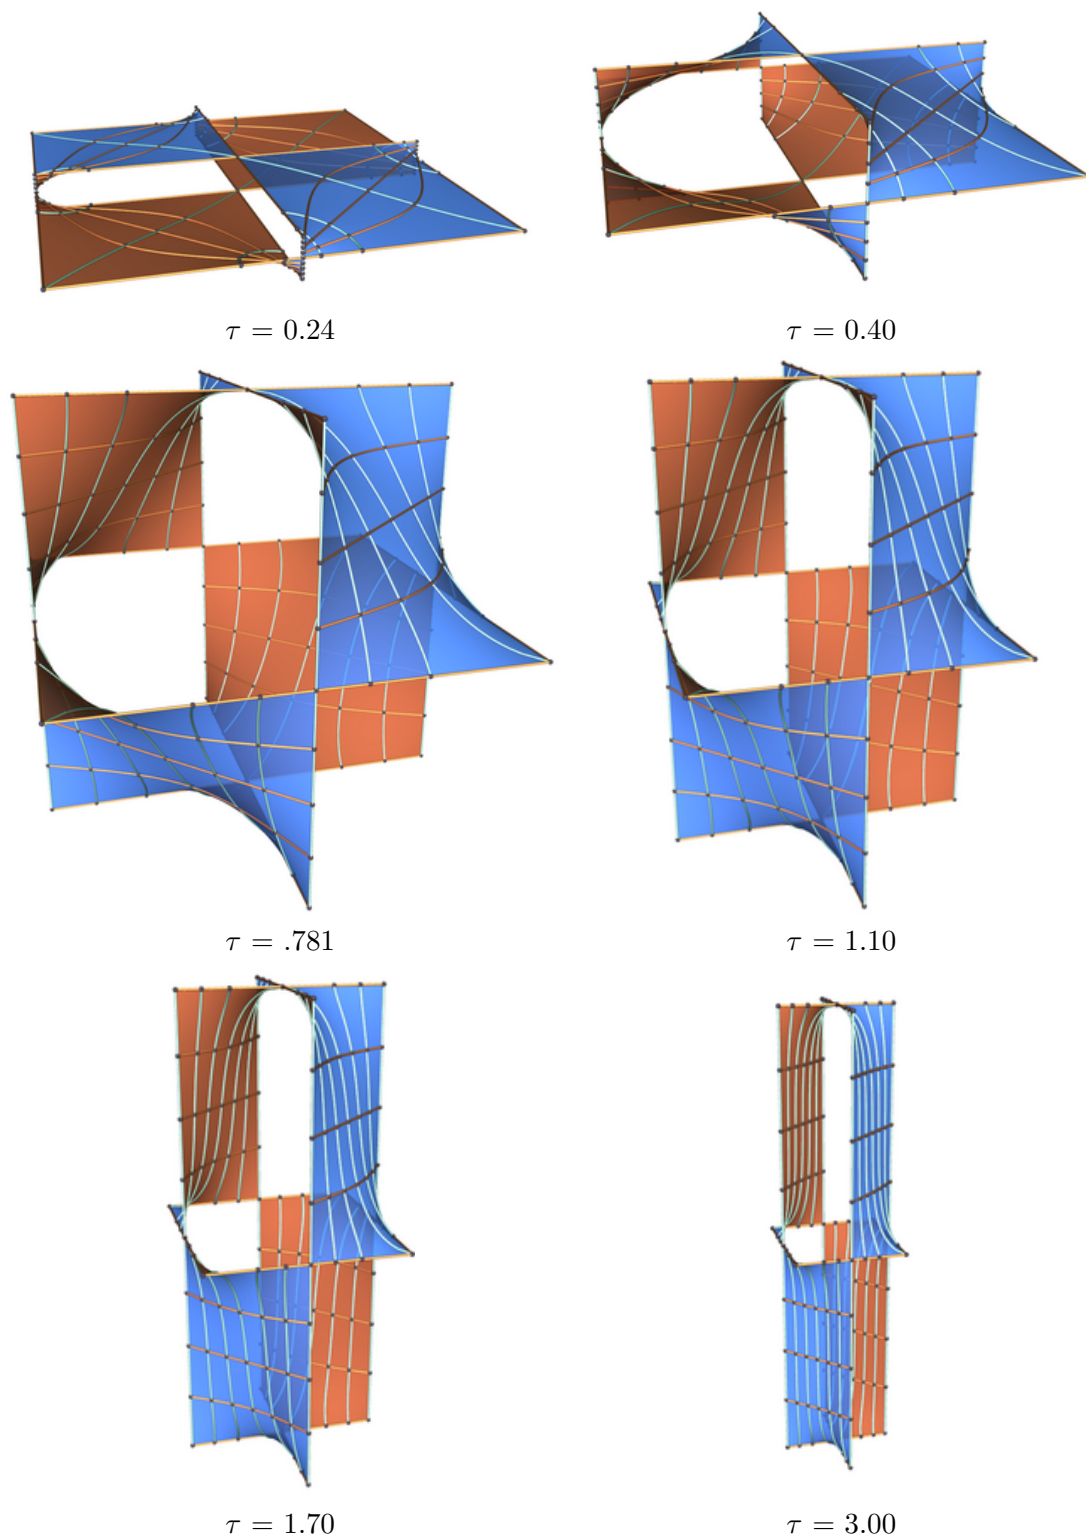 τ = 0.24
τ = 0.40
τ = .781
τ = 1.10
τ = 1.70
τ = 3.00